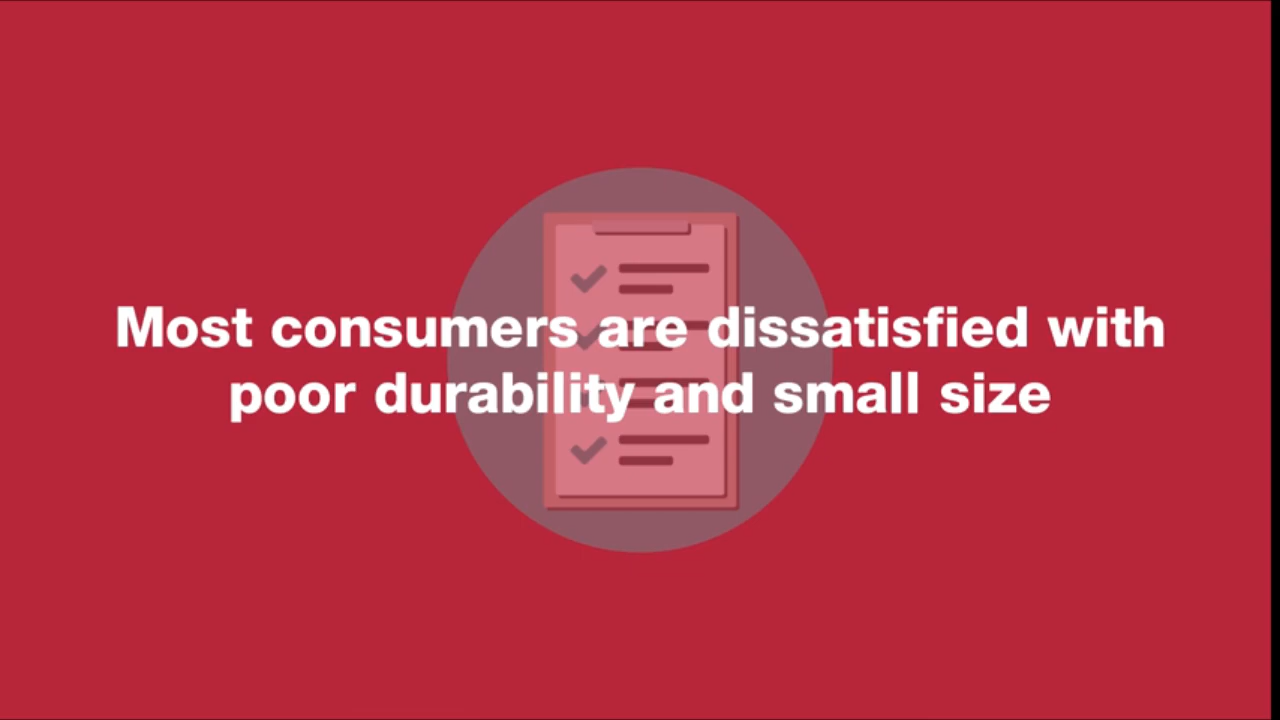 Most consumers are dissatisfied with
poor durability and small size